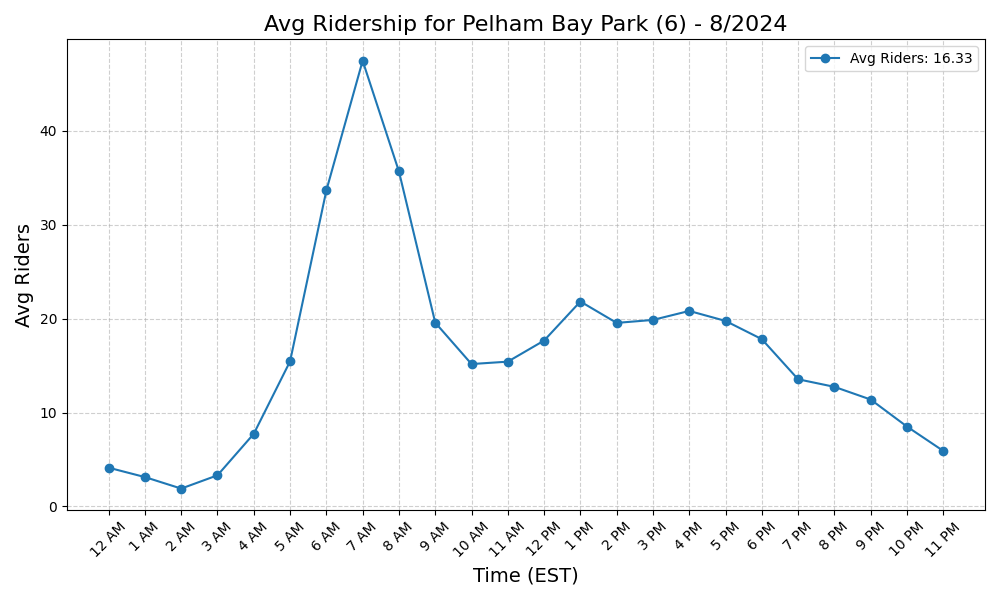 Avg Ridership for Pelham Bay Park (6) - 8/2024
Avg Riders: 16.33
Avg Riders
40
30
20
10
0
12 AM
1 AM
2 AM
3 AM
4 AM
5 AM
6 AM
7 AM
8 AM
9 AM
10 AM
11 AM
12 PM
1 PM
2 PM
3 PM
4 PM
5 PM
6 PM
7 PM
8 PM
9 PM
10 PM
11 PM
Time (EST)